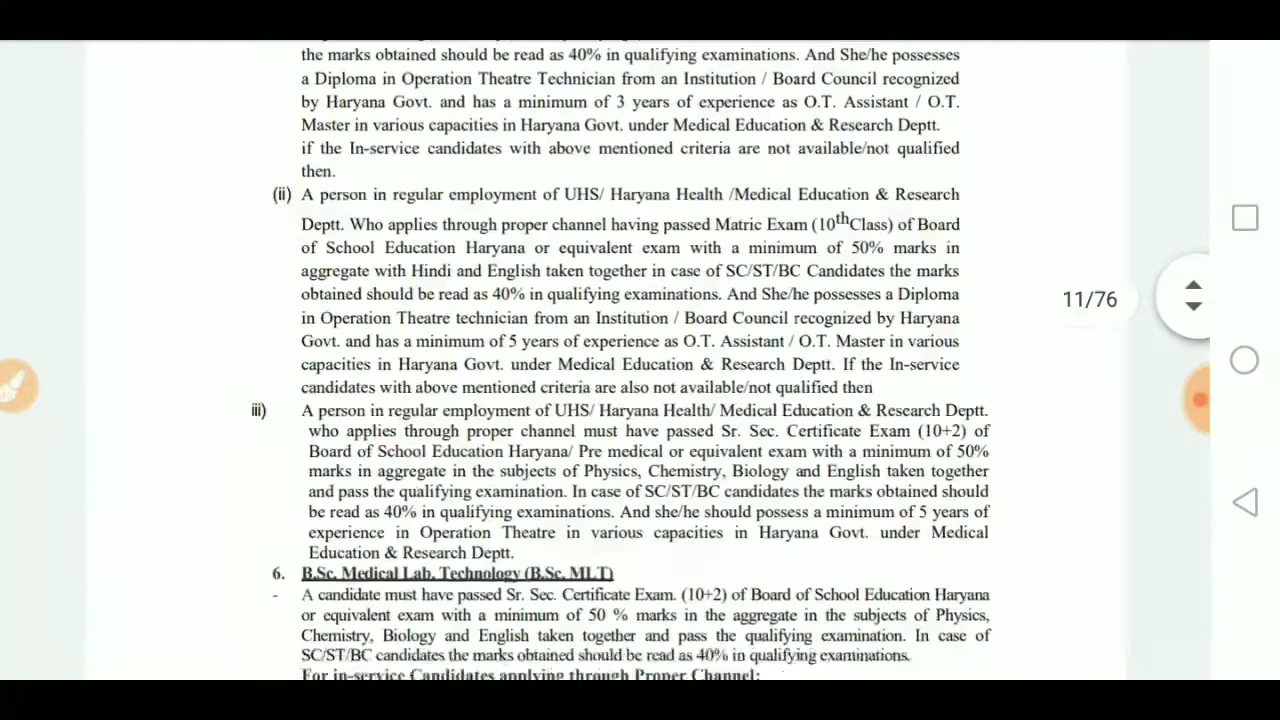 the marks obtained should be read as 40% in qualifying examinations. And She/he possesses
a Diploma in Operation Theatre Technician from an Institution / Board Council recognized
by Haryana Govt. and has a minimum of 3 years of experience as O.T. Assistant / O.T.
Master in various capacities in Haryana Govt. under Medical Education & Research Deptt.
if the In-service candidates with above mentioned criteria are not available/not qualified
then.
(ii) A person in regular employment of UHS/ Haryana Health /Medical Education & Research
Deptt. Who applies through proper channel having passed Matric Exam (10thClass) of Board
of School Education Haryana or equivalent exam with a minimum of 50% marks in
aggregate with Hindi and English taken together in case of SC/ST/BC Candidates the marks
obtained should be read as 40% in qualifying examinations. And She/he possesses a Diploma
in Operation Theatre technician from an Institution / Board Council recognized by Haryana
Govt. and has a minimum of 5 years of experience as O.T. Assistant / O.T. Master in various
capacities in Haryana Govt. under Medical Education & Research Deptt. If the In-service
candidates with above mentioned criteria are also not available/not qualified then
iii) A person in regular employment of UHS/ Haryana Health/ Medical Education & Research Deptt.
who applies through proper channel must have passed Sr. Sec. Certificate Exam (10+2) of
Board of School Education Haryana/ Pre medical or equivalent exam with a minimum of 50%
marks in aggregate in the subjects of Physics, Chemistry, Biology and English taken together
and pass the qualifying examination. In case of SC/ST/BC candidates the marks obtained should
be read as 40% in qualifying examinations. And she/he should possess a minimum of 5 years of
experience in Operation Theatre in various capacities in Haryana Govt. under Medical
Education & Research Deptt.
6. B.Sc. Medical Lab. Technology (B.Sc. MLT)
- A candidate must have passed Sr. Sec. Certificate Exam. (10+2) of Board of School Education Haryana
or equivalent exam with a minimum of 50 % marks in the aggregate in the subjects of Physics,
Chemistry, Biology and English taken together and pass the qualifying examination. In case of
SC/ST/BC candidates the marks obtained should be read as 40% in qualifying examinations.
For in-service Candidates applying through Proper Channel:
11/76